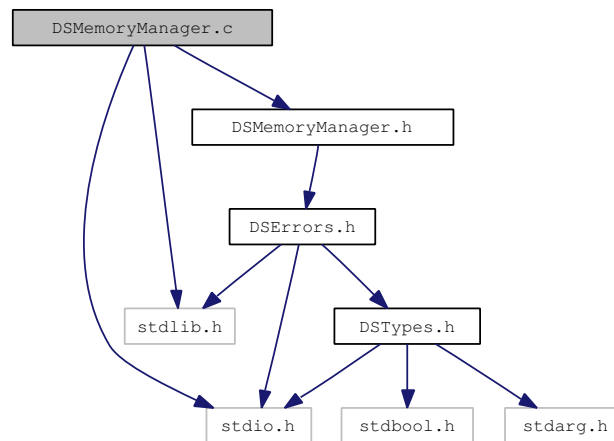 DSMemoryManager.c
DSMemoryManager.h
DSErrors.h
stdlib.h
DSTypes.h
stdio.h
stdbool.h
stdarg.h